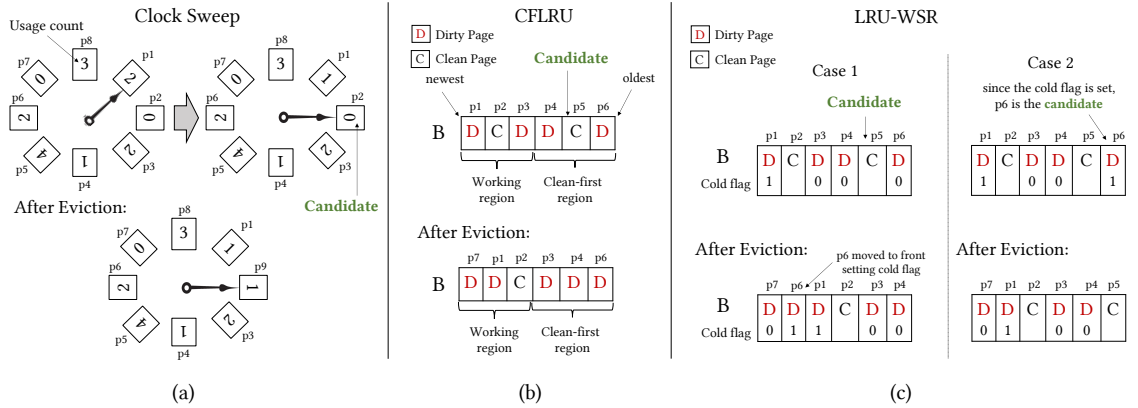 Clock Sweep
Usage count
p8
3
p1
2
p2
0
p3
2
p4
1
p5
4
p6
2
p7
0
p8
3
p1
1
p2
0
p3
2
p4
1
p5
4
p6
2
p7
0
Candidate
After Eviction:
p8
3
p1
1
p9
1
p3
2
p4
1
p5
4
p6
2
p7
0
(a)
CFLRU
D Dirty Page
C Clean Page
Candidate
newest
oldest
p1 p2 p3 p4 p5 p6
B D C D D C D
Working region
Clean-first region
After Eviction:
p7 p1 p2 p3 p4 p6
B D D C D D D
Working region
Clean-first region
(b)
LRU-WSR
D Dirty Page
C Clean Page
Case 1
Candidate
p1 p2 p3 p4 p5 p6
B D C D D C D
Cold flag 1 0 0 0
After Eviction:
p6 moved to front
setting cold flag
p7 p6 p1 p2 p3 p4
B D D D C D D
Cold flag 0 1 1 0 0
Case 2
since the cold flag is set,
p6 is the candidate
p1 p2 p3 p4 p5 p6
D C D D C D
1 0 0 1
After Eviction:
p7 p1 p2 p3 p4 p5
D D C D D C
0 1 0 0
(c)